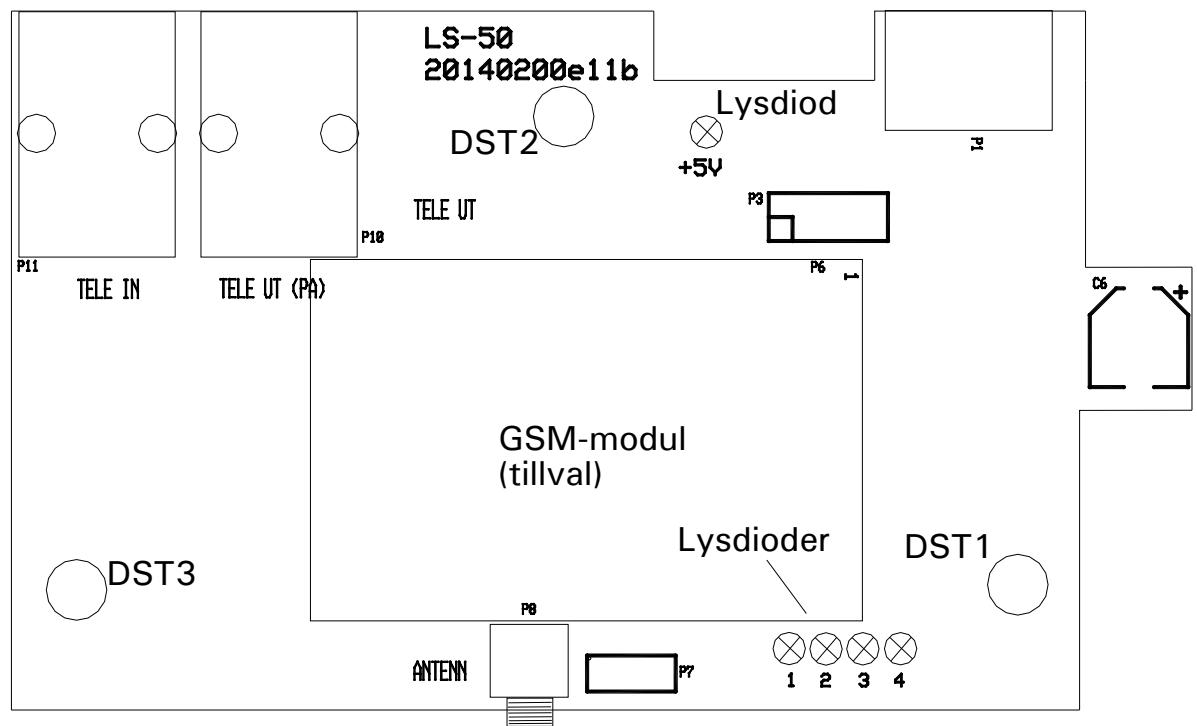 LS-50
20140200e11b
Lysdiod
DST2
+5V
P1
P3
TELE UT
P10
P11
TELE IN
TELE UT (PA)
P6
1
C6
+
GSM-modul
(tillval)
Lysdioder
DST1
DST3
P8
ANTENN
P7
1 2 3 4